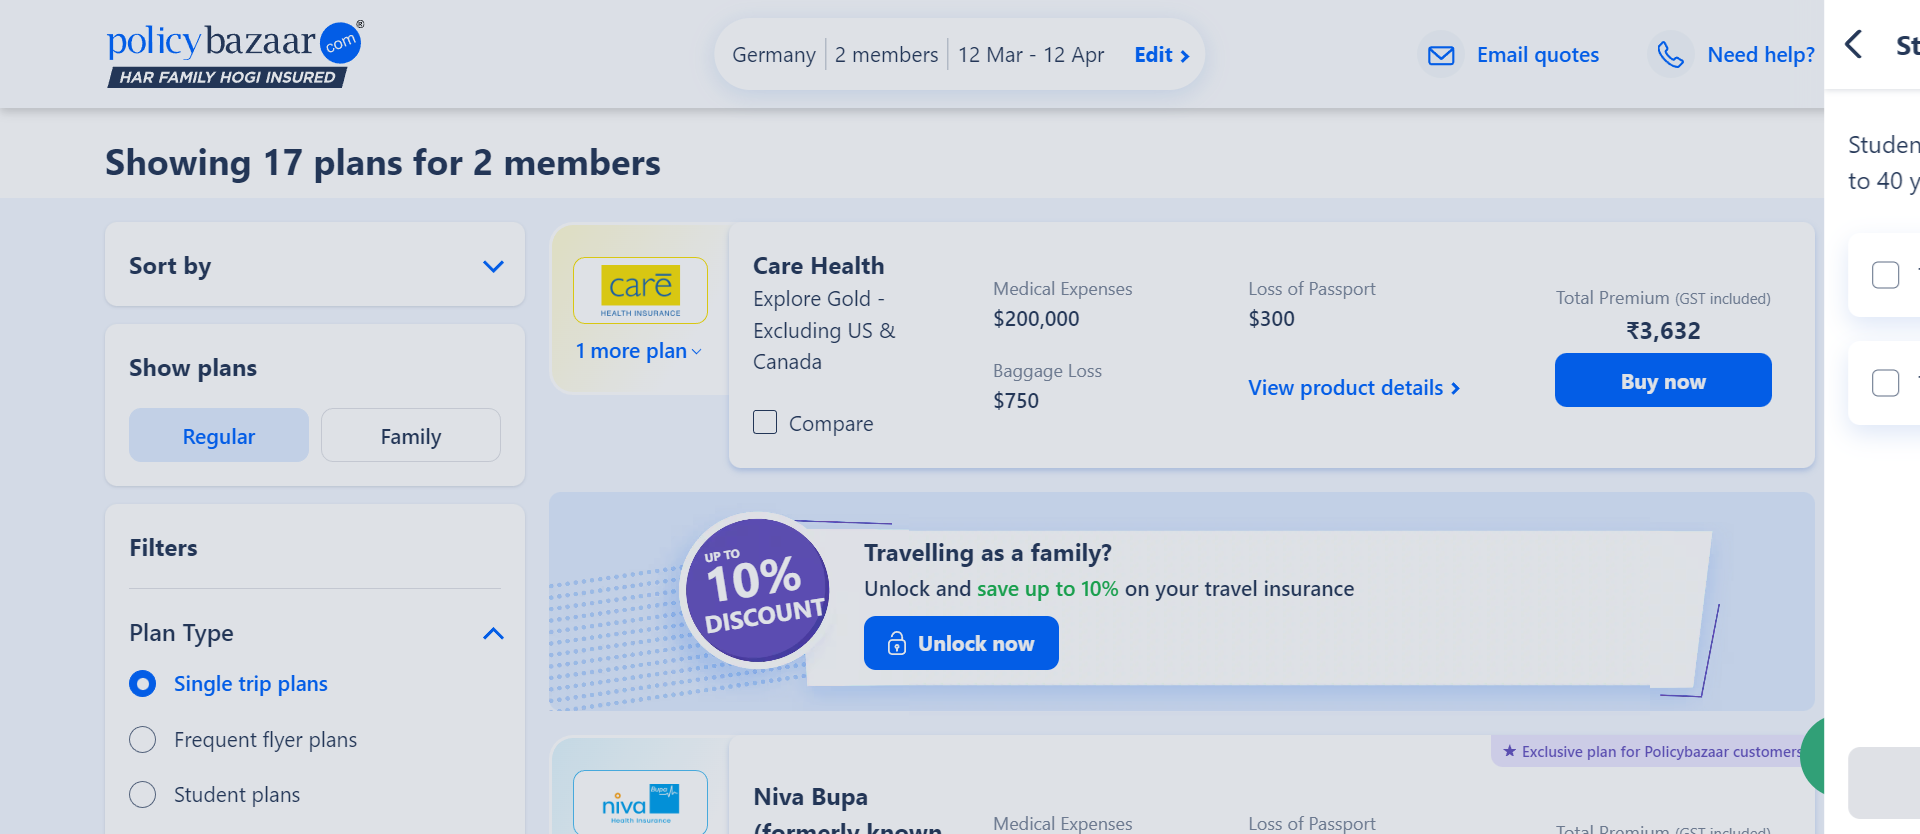 policybazaar com ®
HAR FAMILY HOGI INSURED
Germany 2 members 12 Mar - 12 Apr Edit
Email quotes
Need help?
Showing 17 plans for 2 members
Sort by
Show plans
Regular
Family
Filters
Plan Type
Single trip plans
Frequent flyer plans
Student plans
care
HEALTH INSURANCE
1 more plan
Care Health
Explore Gold -
Excluding US &
Canada
Compare
Medical Expenses
$200,000
Baggage Loss
$750
Loss of Passport
$300
View product details
Total Premium (GST included)
₹3,632
Buy now
UP TO
10%
DISCOUNT
Travelling as a family?
Unlock and save up to 10% on your travel insurance
Unlock now
★ Exclusive plan for Policybazaar customers
niva Bupa
Health Insurance
Niva Bupa
(formerly known
Medical Expenses
Loss of Passport
Total Premium (GST included)
St
Studen
to 40 y